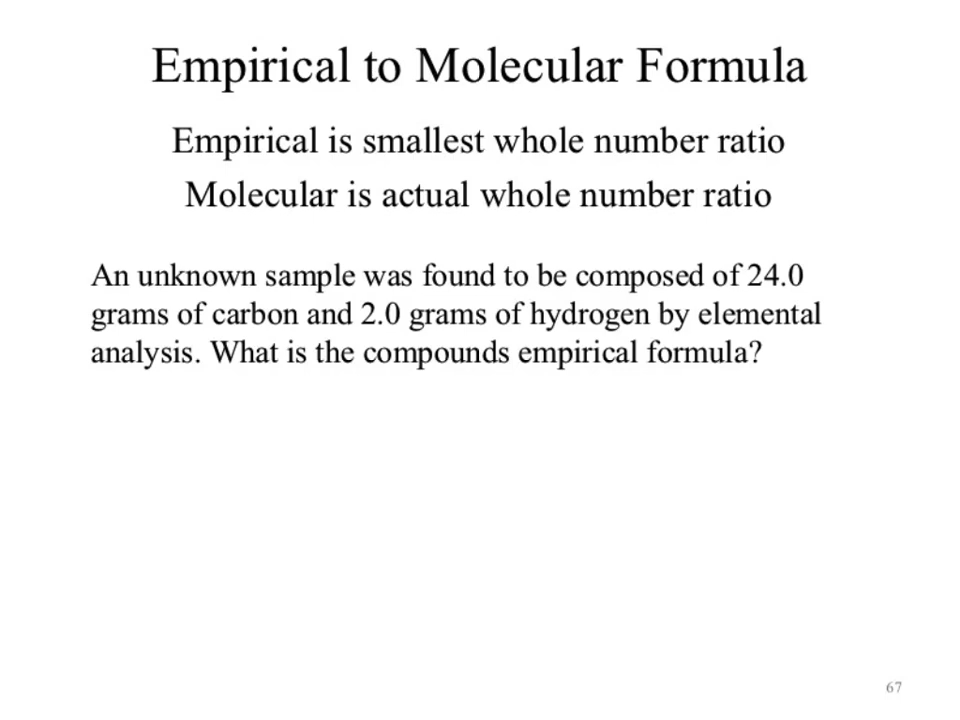 Empirical to Molecular Formula
Empirical is smallest whole number ratio
Molecular is actual whole number ratio
An unknown sample was found to be composed of 24.0
grams of carbon and 2.0 grams of hydrogen by elemental
analysis. What is the compounds empirical formula?
67